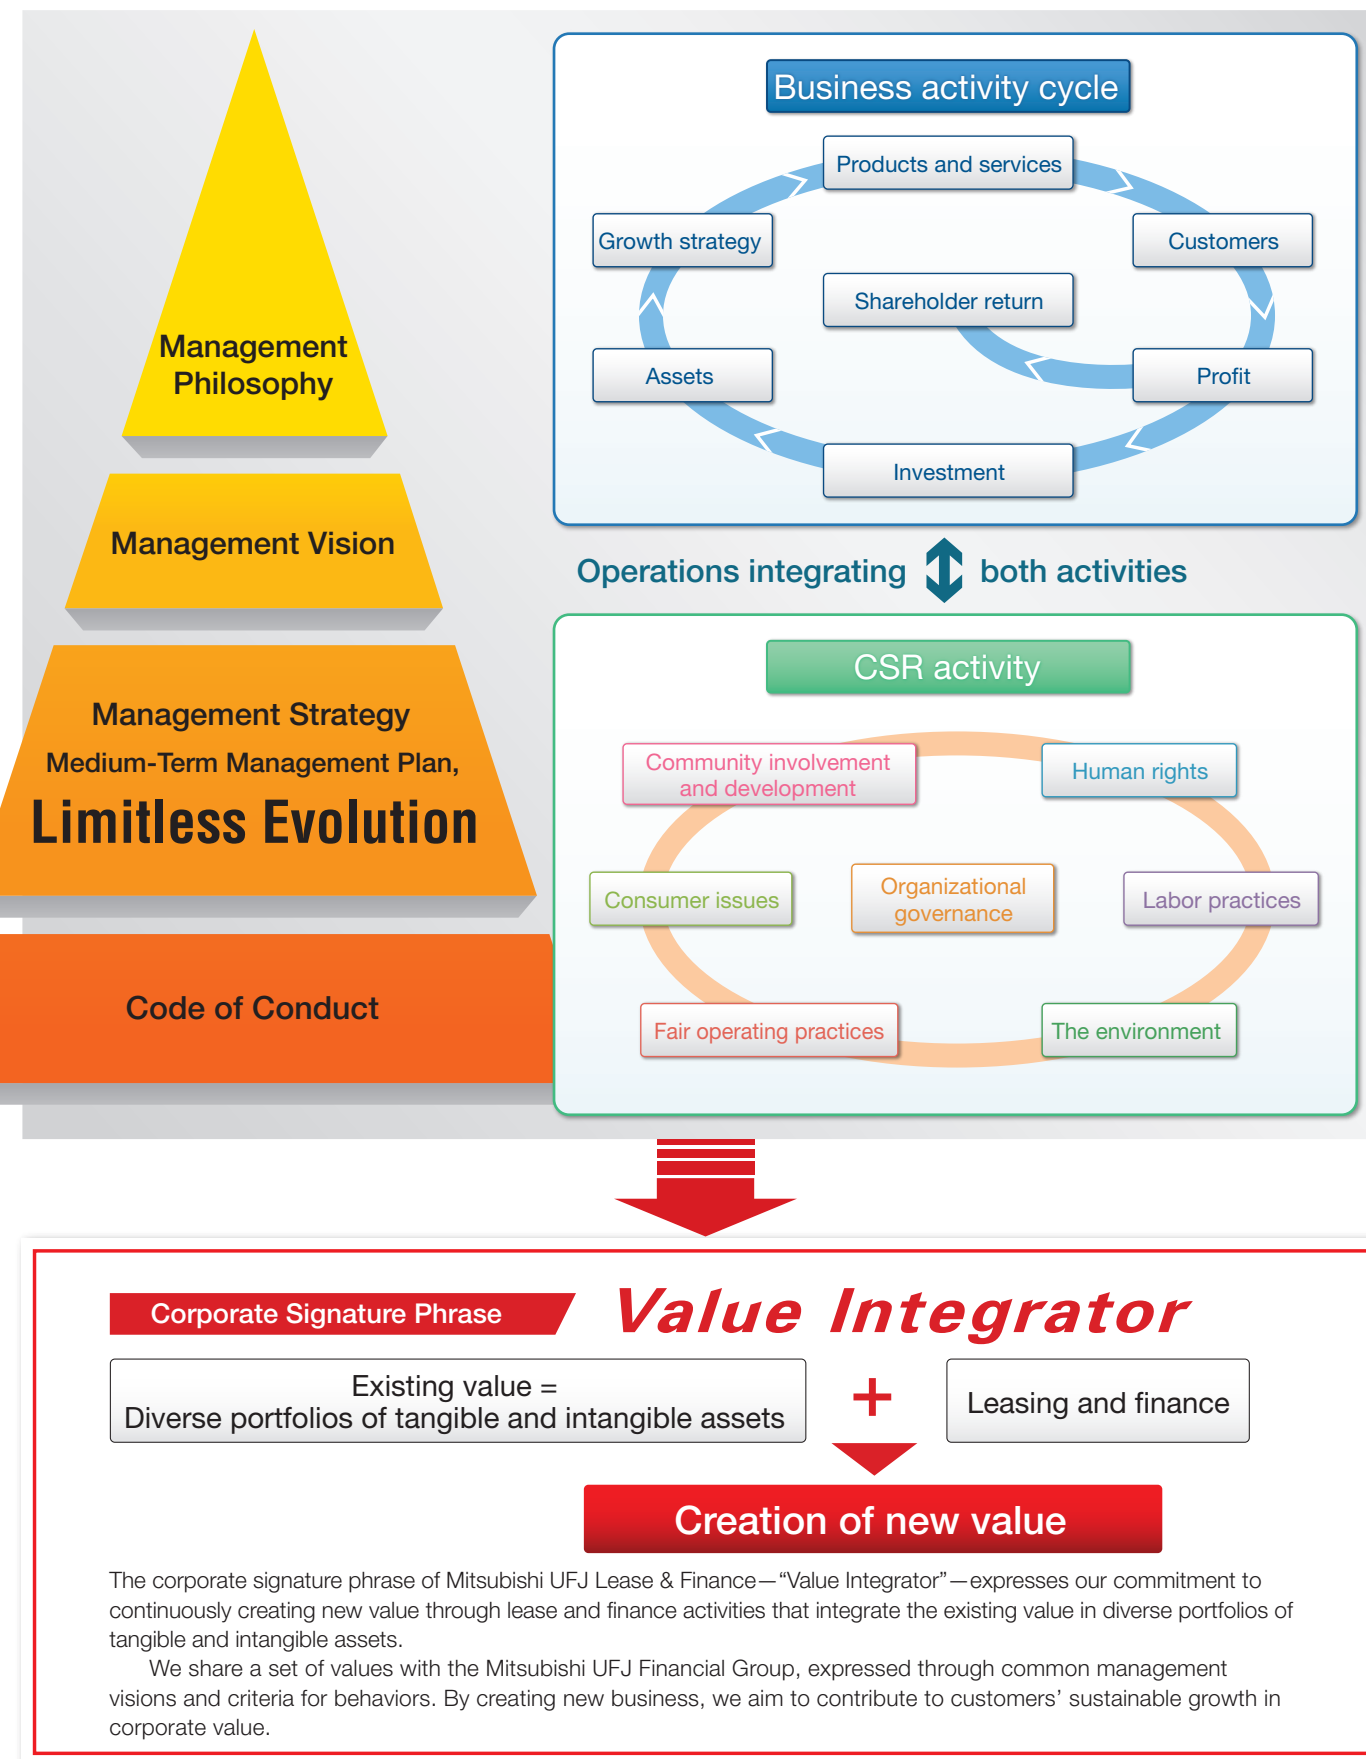 Management
Philosophy
Management Vision
Management Strategy
Medium-Term Management Plan,
Limitless Evolution
Code of Conduct
Business activity cycle
Products and services
Growth strategy
Customers
Shareholder return
Assets
Profit
Investment
Operations integrating both activities
CSR activity
Community involvement
and development
Human rights
Consumer issues
Organizational
governance
Labor practices
Fair operating practices
The environment
Corporate Signature Phrase
Value Integrator
Existing value =
Diverse portfolios of tangible and intangible assets
+
Leasing and finance
Creation of new value
The corporate signature phrase of Mitsubishi UFJ Lease & Finance—“Value Integrator”—expresses our commitment to
continuously creating new value through lease and finance activities that integrate the existing value in diverse portfolios of
tangible and intangible assets.
We share a set of values with the Mitsubishi UFJ Financial Group, expressed through common management
visions and criteria for behaviors. By creating new business, we aim to contribute to customers’ sustainable growth in
corporate value.